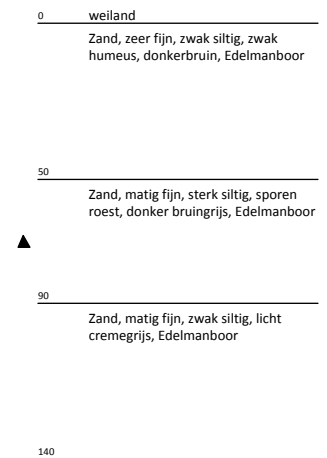 0 weiland
Zand, zeer fijn, zwak siltig, zwak
humeus, donkerbruin, Edelmanboor
50
Zand, matig fijn, sterk siltig, sporen
roest, donker bruingrijs, Edelmanboor
90
Zand, matig fijn, zwak siltig, licht
cremegrijs, Edelmanboor
140